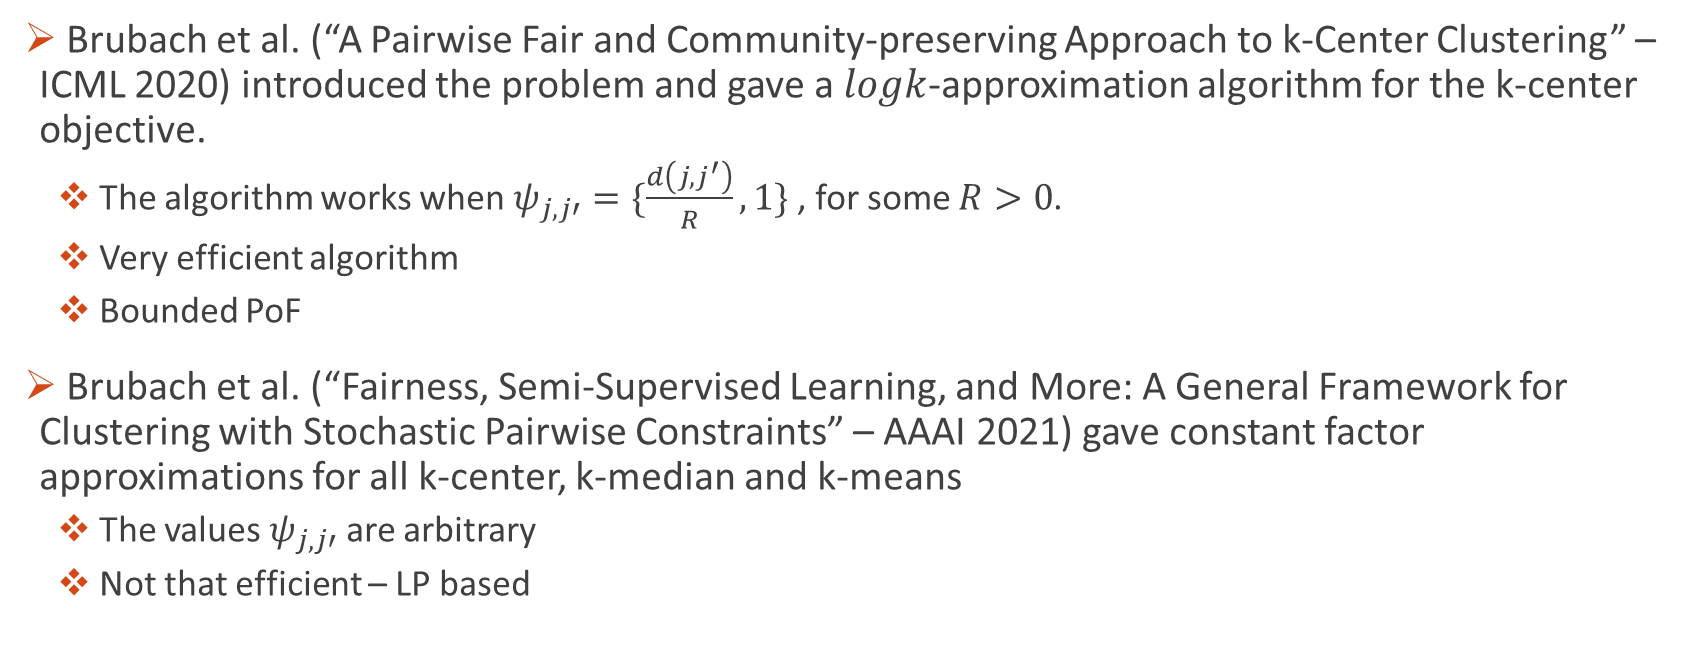 ➢ Brubach et al. (“A Pairwise Fair and Community-preserving Approach to k-Center Clustering” –
ICML 2020) introduced the problem and gave a logk-approximation algorithm for the k-center
objective.
❖ The algorithm works when ψ_{j,j′} = {d(j,j′)/R, 1} , for some R > 0.
❖ Very efficient algorithm
❖ Bounded PoF
➢ Brubach et al. (“Fairness, Semi-Supervised Learning, and More: A General Framework for
Clustering with Stochastic Pairwise Constraints” – AAAI 2021) gave constant factor
approximations for all k-center, k-median and k-means
❖ The values ψ_{j,j′} are arbitrary
❖ Not that efficient – LP based